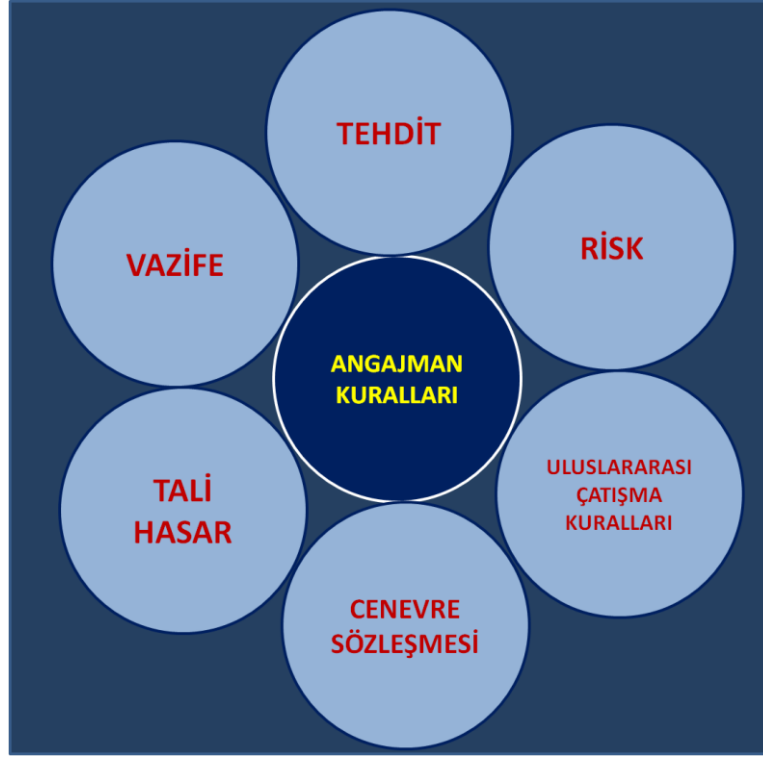 TEHDİT
RİSK
VAZİFE
ANGAJMAN
KURALLARI
ULUSLARARASI
ÇATIŞMA
KURALLARI
TALİ
HASAR
CENEVRE
SÖZLEŞMESİ